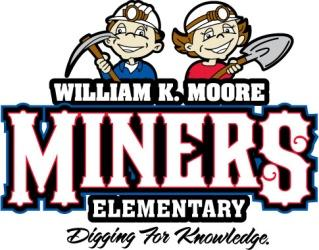 WILLIAM K. MOORE
MINERS
ELEMENTARY
Digging For Knowledge.